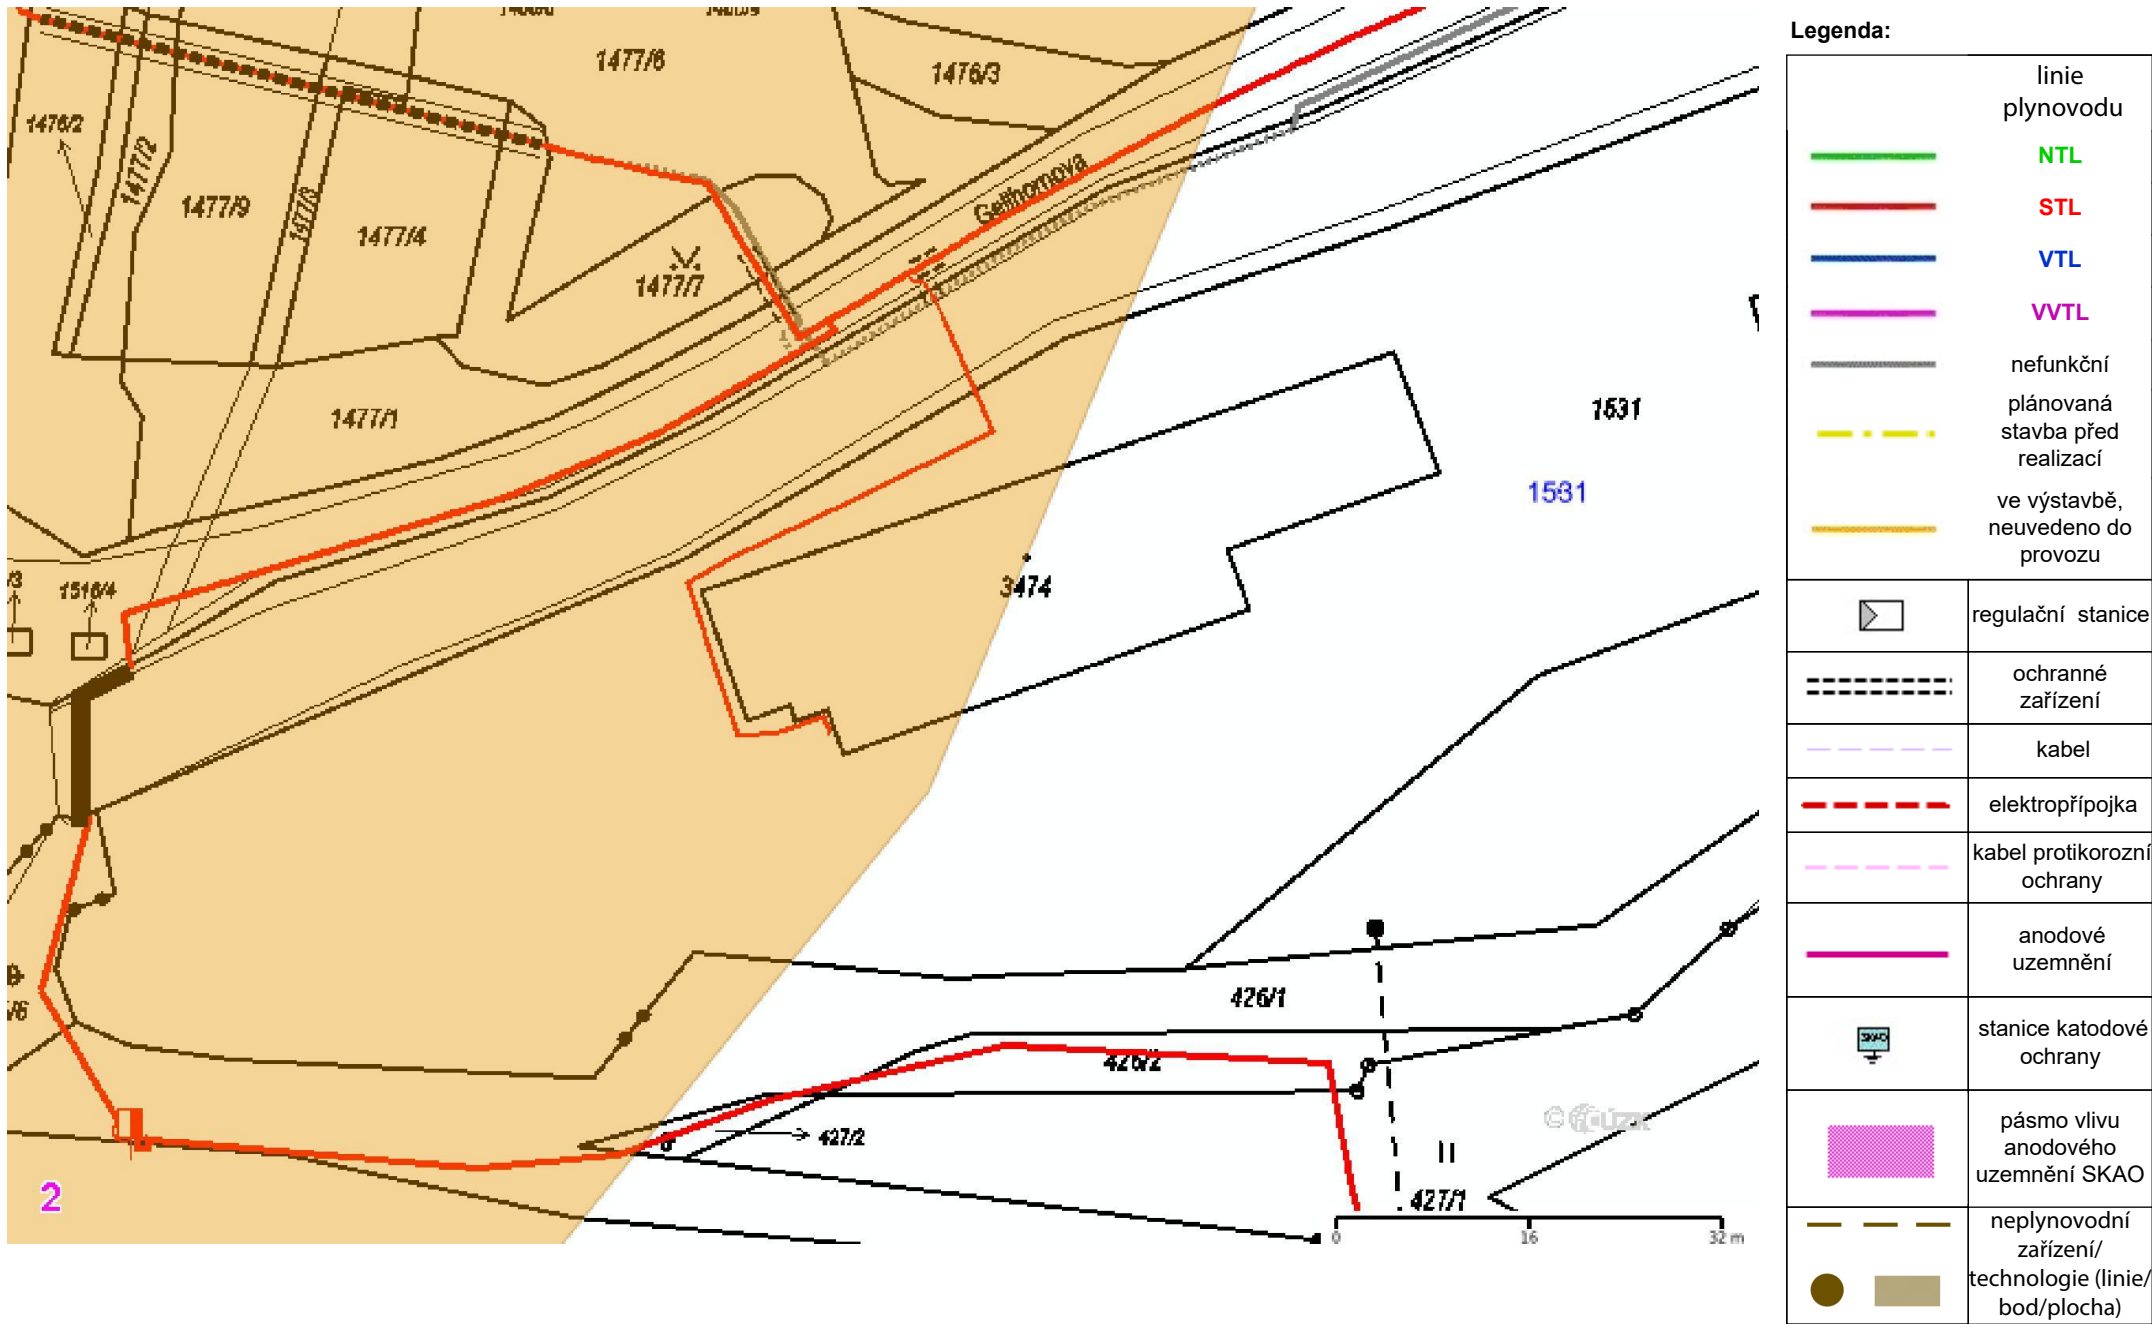 1477/6
1476/3
1476/2
1477/2
1477/9
1477/3
1477/4
1477/7
Gellhornova
1477/1
1531
1531
/3
1516/4
3474
426/1
426/2
427/2
427/1
2
0 16 32 m
Legenda:
linie
plynovodu
NTL
STL
VTL
VVTL
nefunkční
plánovaná
stavba před
realizací
ve výstavbě,
neuvedeno do
provozu
regulační stanice
ochranné
zařízení
kabel
elektropřípojka
kabel protikorozní
ochrany
anodové
uzemnění
SKAO
stanice katodové
ochrany
pásmo vlivu
anodového
uzemnění SKAO
neplynovodní
zařízení/
technologie (linie/
bod/plocha)